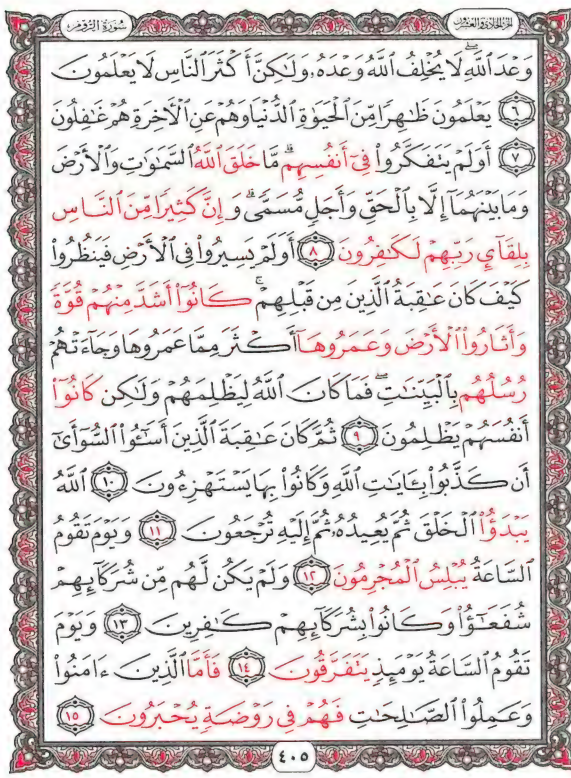 الجزء الحادي والعشرون
سُورَةُ الرُّومِ
وَعْدَ ٱللَّهِۖ لَا يُخۡلِفُ ٱللَّهُ وَعۡدَهُۥ وَلَٰكِنَّ أَكۡثَرَ ٱلنَّاسِ لَا يَعۡلَمُونَ
٦ يَعۡلَمُونَ ظَٰهِرٗا مِّنَ ٱلۡحَيَوٰةِ ٱلدُّنۡيَا وَهُمۡ عَنِ ٱلۡأٓخِرَةِ هُمۡ غَٰفِلُونَ
٧ أَوَلَمۡ يَتَفَكَّرُواْ فِيٓ أَنفُسِهِمۗ مَّا خَلَقَ ٱللَّهُ ٱلسَّمَٰوَٰتِ وَٱلۡأَرۡضَ
وَمَا بَيۡنَهُمَآ إِلَّا بِٱلۡحَقِّ وَأَجَلٖ مُّسَمّٗىۗ وَإِنَّ كَثِيرٗا مِّنَ ٱلنَّاسِ
بِلِقَآيِٕ رَبِّهِمۡ لَكَٰفِرُونَ ٨ أَوَلَمۡ يَسِيرُواْ فِي ٱلۡأَرۡضِ فَيَنظُرُواْ
كَيۡفَ كَانَ عَٰقِبَةُ ٱلَّذِينَ مِن قَبۡلِهِمۡۚ كَانُوٓاْ أَشَدَّ مِنۡهُمۡ قُوَّةٗ
وَأَثَارُواْ ٱلۡأَرۡضَ وَعَمَرُوهَآ أَكۡثَرَ مِمَّا عَمَرُوهَا وَجَآءَتۡهُمۡ
رُسُلُهُم بِٱلۡبَيِّنَٰتِۖ فَمَا كَانَ ٱللَّهُ لِيَظۡلِمَهُمۡ وَلَٰكِن كَانُوٓاْ
أَنفُسَهُمۡ يَظۡلِمُونَ ٩ ثُمَّ كَانَ عَٰقِبَةَ ٱلَّذِينَ أَسَٰٓـُٔواْ ٱلسُّوٓأَىٰٓ
أَن كَذَّبُواْ بِـَٔايَٰتِ ٱللَّهِ وَكَانُواْ بِهَا يَسۡتَهۡزِءُونَ ١٠ ٱللَّهُ
يَبۡدَؤُاْ ٱلۡخَلۡقَ ثُمَّ يُعِيدُهُۥ ثُمَّ إِلَيۡهِ تُرۡجَعُونَ ١١ وَيَوۡمَ تَقُومُ
ٱلسَّاعَةُ يُبۡلِسُ ٱلۡمُجۡرِمُونَ ١٢ وَلَمۡ يَكُن لَّهُم مِّن شُرَكَآئِهِمۡ
شُفَعَٰٓؤُاْ وَكَانُواْ بِشُرَكَآئِهِمۡ كَٰفِرِينَ ١٣ وَيَوۡمَ
تَقُومُ ٱلسَّاعَةُ يَوۡمَئِذٖ يَتَفَرَّقُونَ ١٤ فَأَمَّا ٱلَّذِينَ ءَامَنُواْ
وَعَمِلُواْ ٱلصَّٰلِحَٰتِ فَهُمۡ فِي رَوۡضَةٖ يُحۡبَرُونَ ١٥
٤٠٥